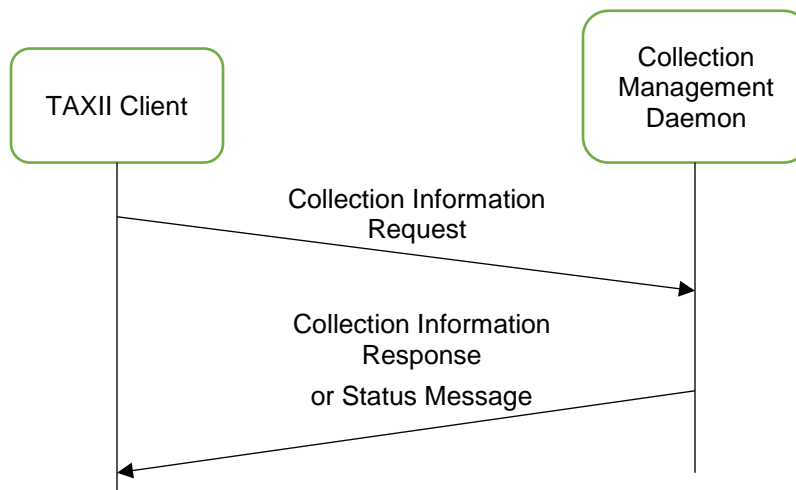 TAXII Client
Collection
Management
Daemon
Collection Information
Request
Collection Information
Response
or Status Message